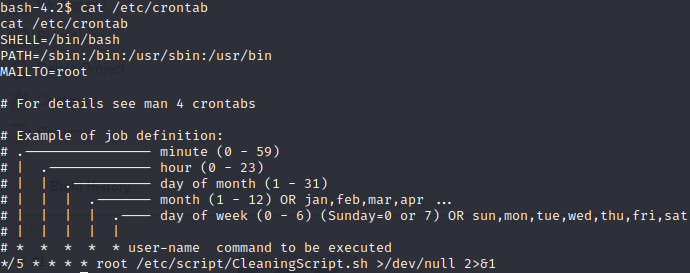 bash-4.2$ cat /etc/crontab
cat /etc/crontab
SHELL=/bin/bash
PATH=/sbin:/bin:/usr/sbin:/usr/bin
MAILTO=root

# For details see man 4 crontabs

# Example of job definition:
# .---------------- minute (0 - 59)
# |  .------------- hour (0 - 23)
# |  |  .---------- day of month (1 - 31)
# |  |  |  .------- month (1 - 12) OR jan,feb,mar,apr ...
# |  |  |  |  .---- day of week (0 - 6) (Sunday=0 or 7) OR sun,mon,tue,wed,thu,fri,sat
# |  |  |  |  |
# *  *  *  *  * user-name  command to be executed
*/5 * * * * root /etc/script/CleaningScript.sh >/dev/null 2>&1